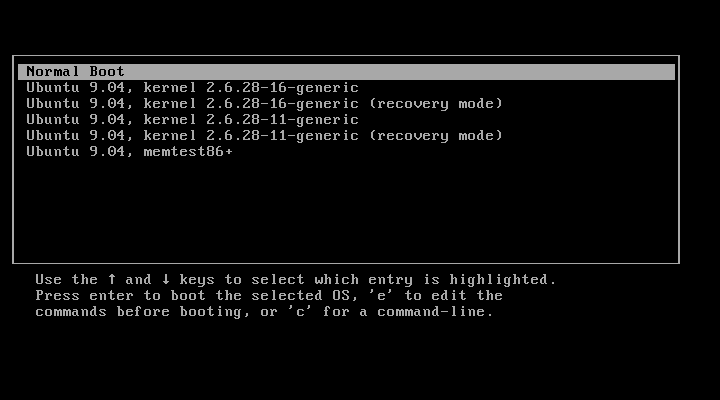 Normal Boot
Ubuntu 9.04, kernel 2.6.28-16-generic
Ubuntu 9.04, kernel 2.6.28-16-generic (recovery mode)
Ubuntu 9.04, kernel 2.6.28-11-generic
Ubuntu 9.04, kernel 2.6.28-11-generic (recovery mode)
Ubuntu 9.04, memtest86+
Use the ↑ and ↓ keys to select which entry is highlighted.
Press enter to boot the selected OS, 'e' to edit the
commands before booting, or 'c' for a command-line.